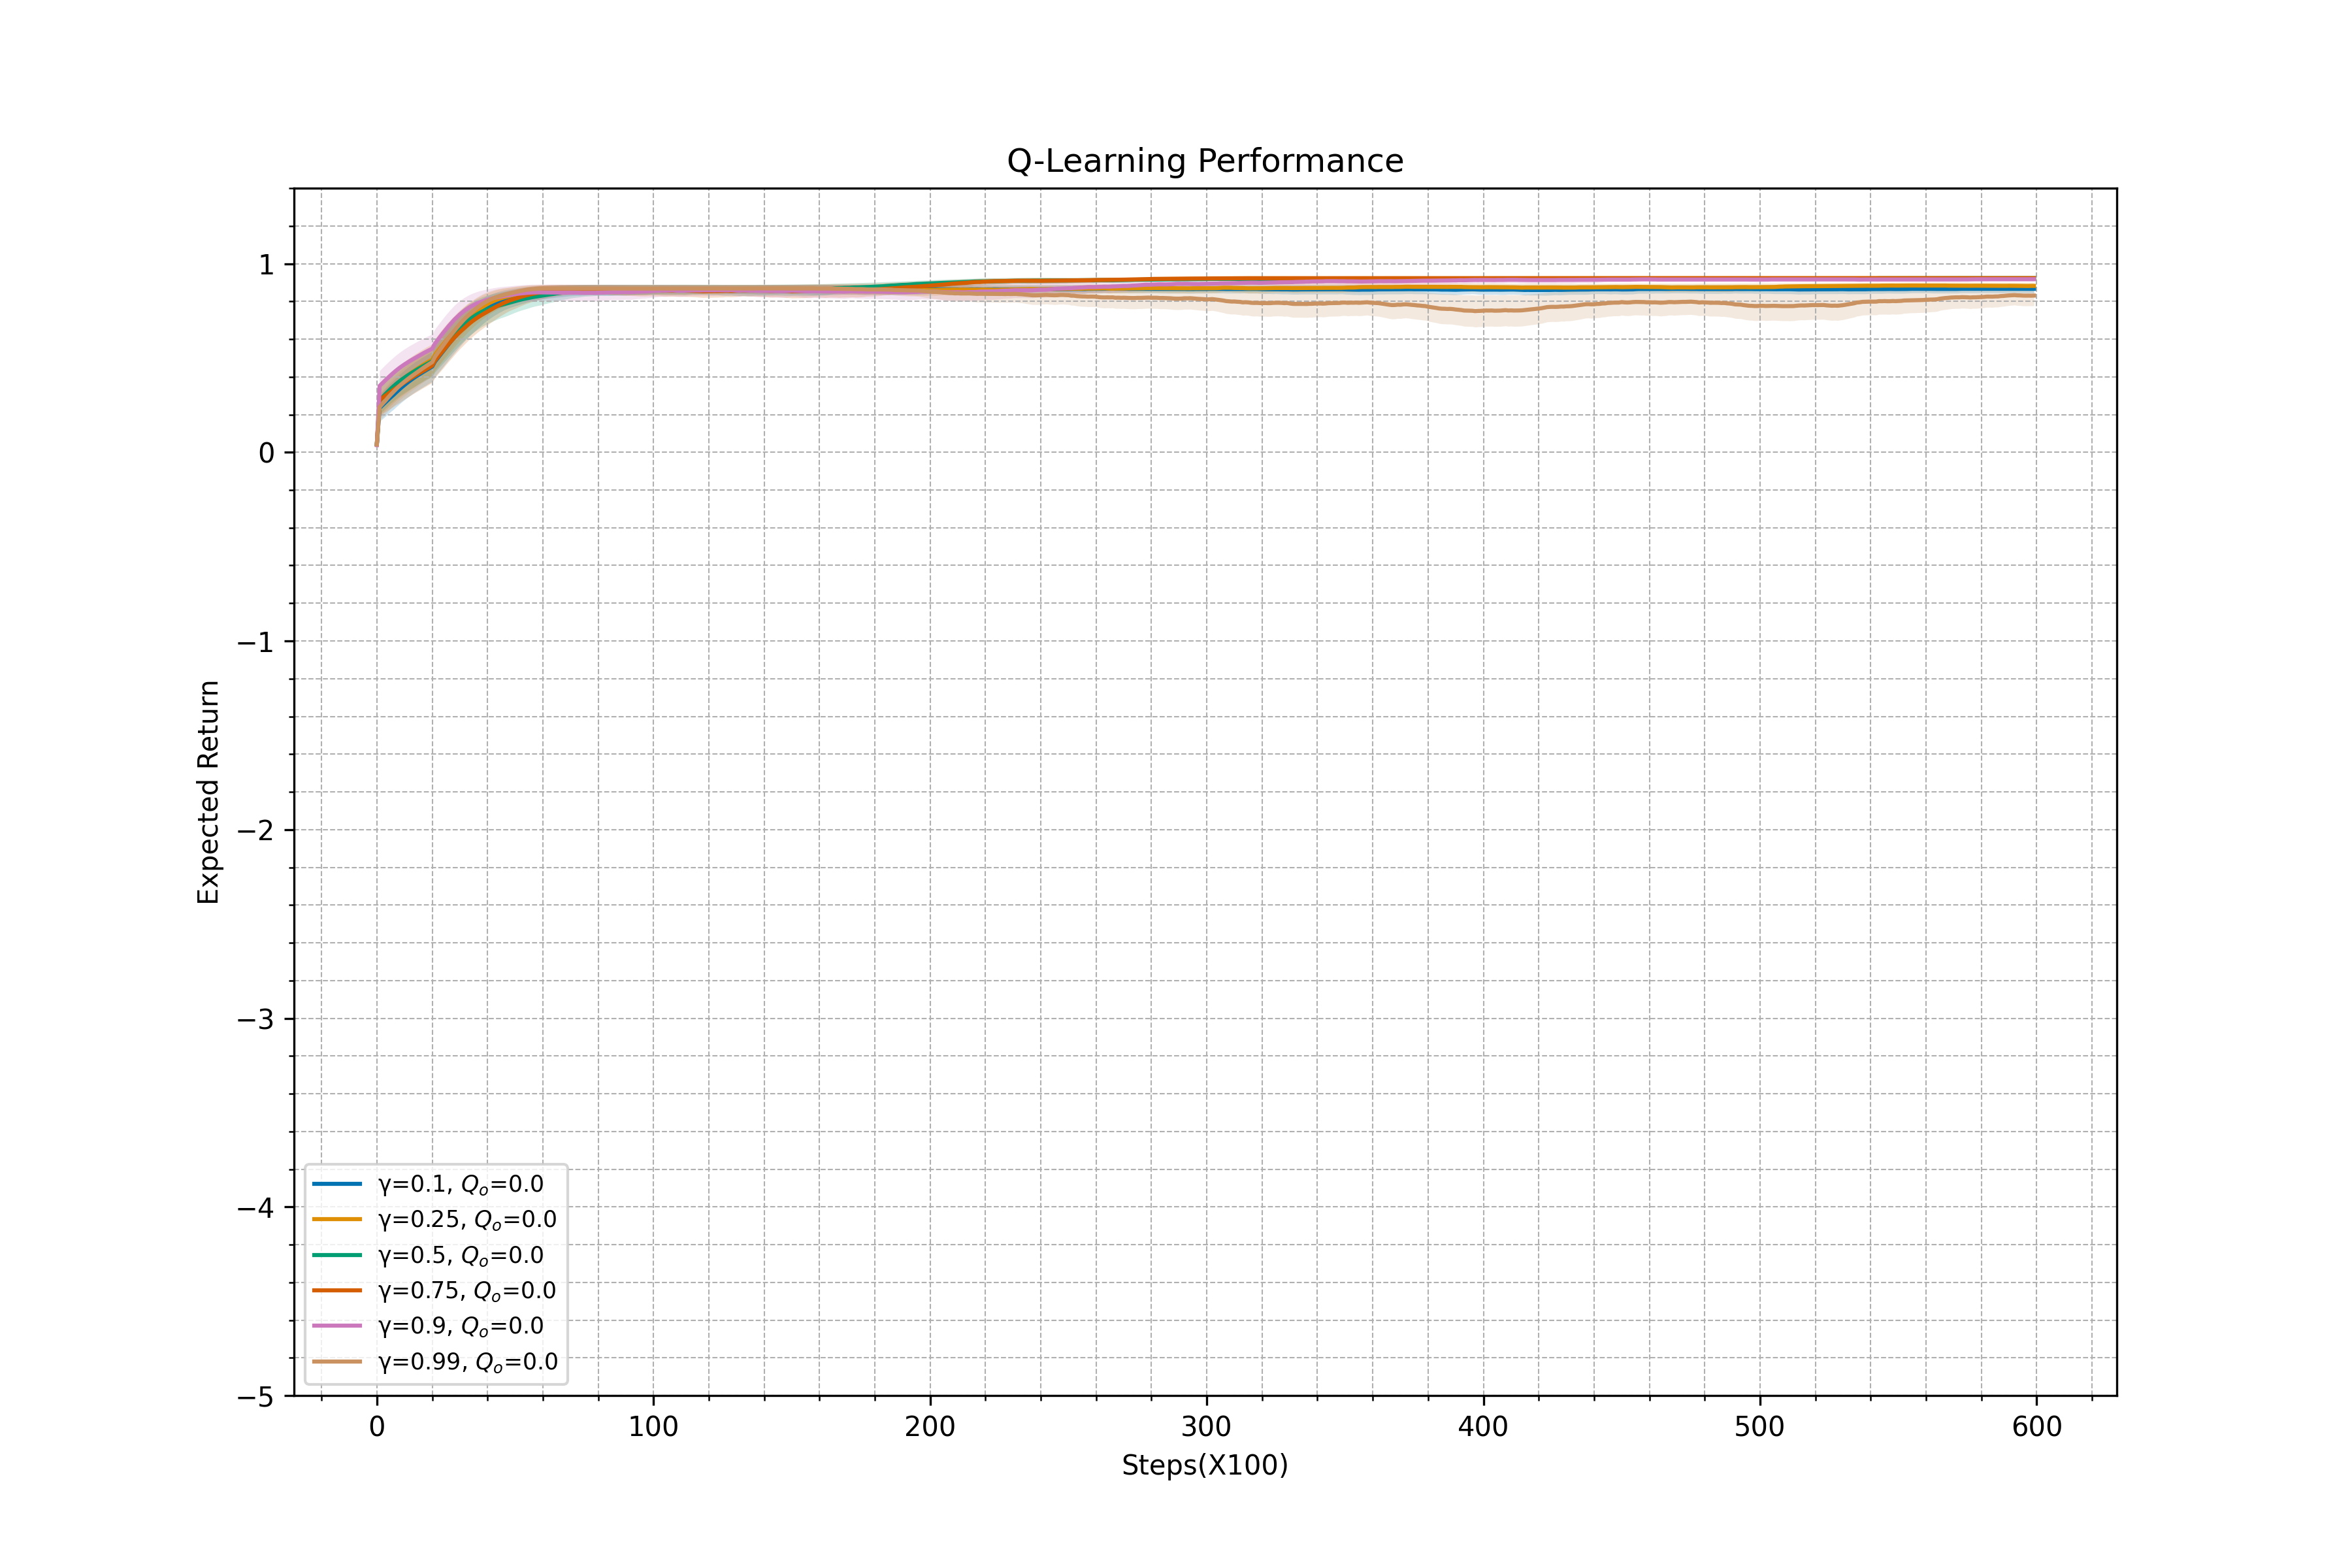 Q-Learning Performance
Expected Return
1
0
−1
−2
−3
−4
−5
γ=0.1, Qₒ=0.0
γ=0.25, Qₒ=0.0
γ=0.5, Qₒ=0.0
γ=0.75, Qₒ=0.0
γ=0.9, Qₒ=0.0
γ=0.99, Qₒ=0.0
0 100 200 300 400 500 600
Steps(X100)